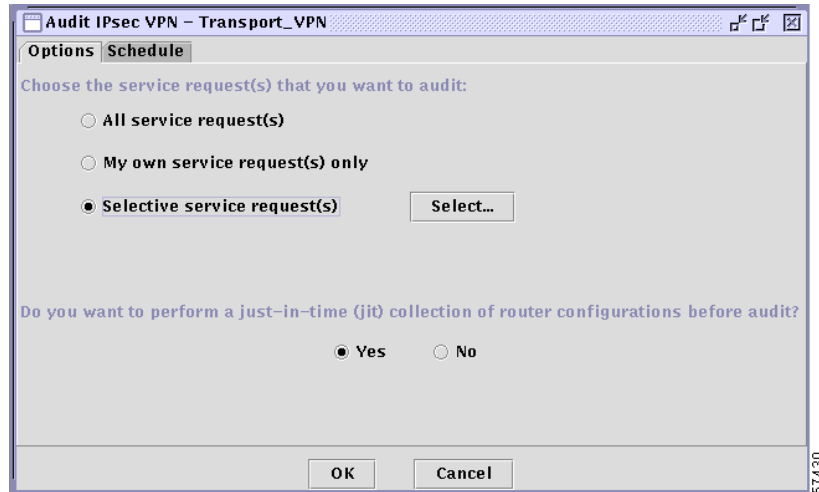 Audit IPsec VPN – Transport_VPN
Options Schedule
Choose the service request(s) that you want to audit:
All service request(s)
My own service request(s) only
Selective service request(s) Select...
Do you want to perform a just–in–time (jit) collection of router configurations before audit?
Yes No
OK Cancel
57430